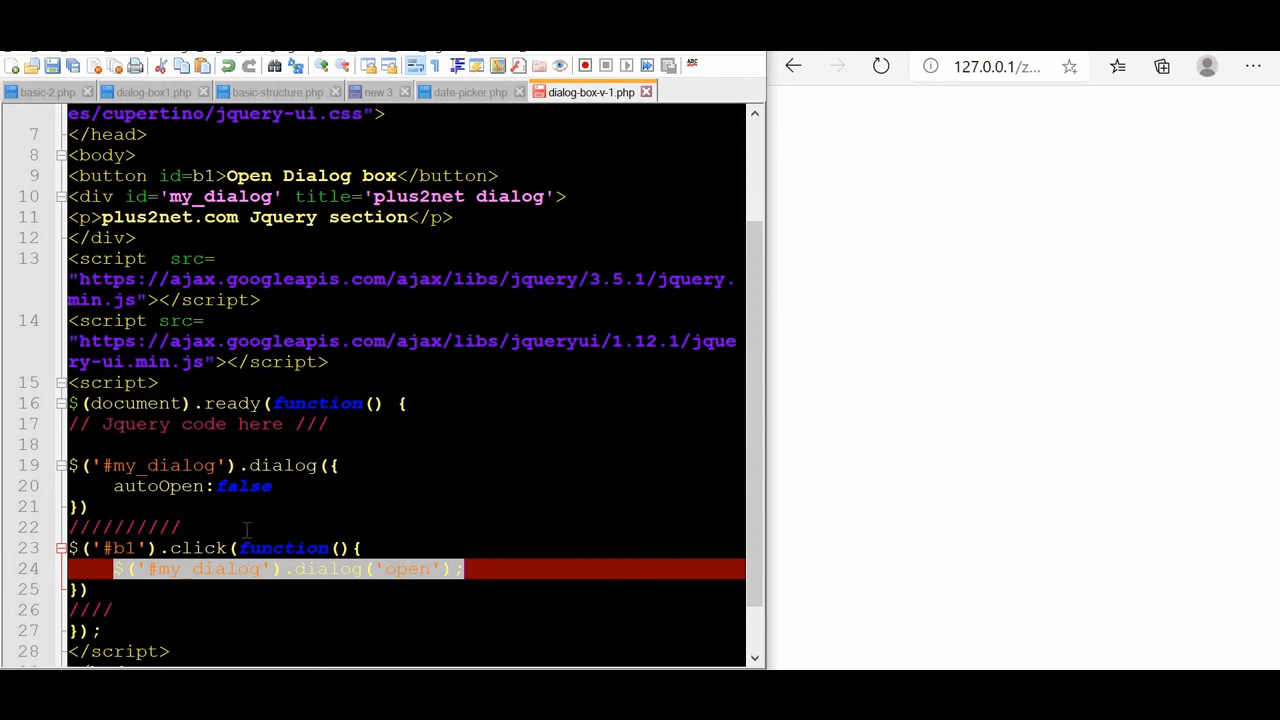 127.0.0.1/z...
basic-2.php
dialog-box1.php
basic-structure.php
new 3
date-picker.php
dialog-box-v-1.php
es/cupertino/jquery-ui.css">
7 </head>
8 <body>
9 <button id=b1>Open Dialog box</button>
10 <div id='my_dialog' title='plus2net dialog'>
11 <p>plus2net.com Jquery section</p>
12 </div>
13 <script  src=
"https://ajax.googleapis.com/ajax/libs/jquery/3.5.1/jquery.
min.js"></script>
14 <script src=
"https://ajax.googleapis.com/ajax/libs/jqueryui/1.12.1/jque
ry-ui.min.js"></script>
15 <script>
16 $(document).ready(function() {
17 // Jquery code here ///
18
19 $('#my_dialog').dialog({
20     autoOpen:false
21 })
22 //////////
23 $('#b1').click(function(){
24     $('#my_dialog').dialog('open');
25 })
26 ////
27 });
28 </script>